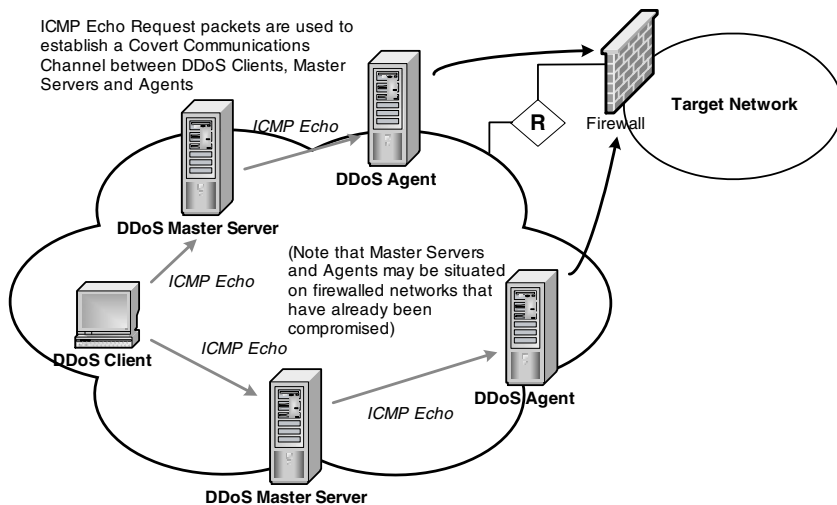 ICMP Echo Request packets are used to
establish a Covert Communications
Channel between DDoS Clients, Master
Servers and Agents
ICMP Echo
DDoS Agent
R
Firewall
Target Network
DDoS Master Server
ICMP Echo
(Note that Master Servers
and Agents may be situated
on firewalled networks that
have already been
compromised)
DDoS Client
ICMP Echo
ICMP Echo
DDoS Agent
DDoS Master Server